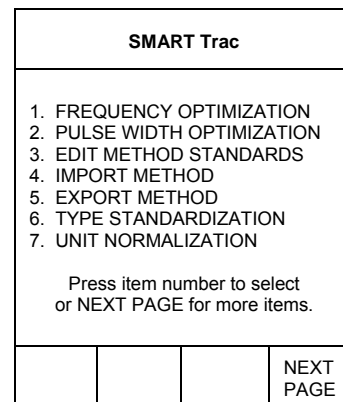 SMART Trac
1. FREQUENCY OPTIMIZATION
2. PULSE WIDTH OPTIMIZATION
3. EDIT METHOD STANDARDS
4. IMPORT METHOD
5. EXPORT METHOD
6. TYPE STANDARDIZATION
7. UNIT NORMALIZATION
Press item number to select
or NEXT PAGE for more items.
NEXT
PAGE